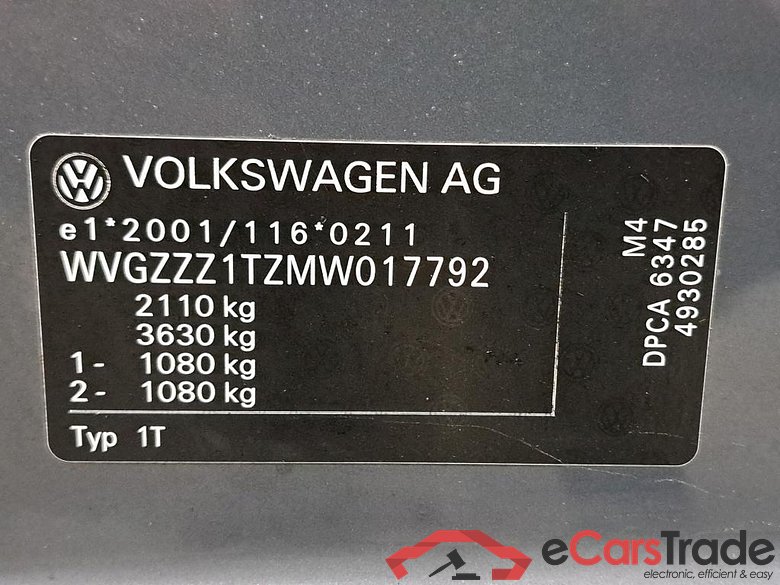 VOLKSWAGEN AG
e1*2001/116*0211
WVGZZZ1TZMW017792
2110 kg
3630 kg
1- 1080 kg
2- 1080 kg
Typ 1T
M4
DPCA 6347
4930285
eCarsTrade
electronic, efficient & easy